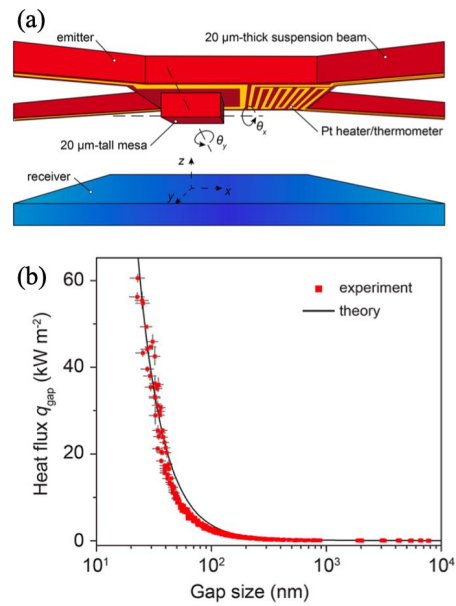 (a)
emitter
20 µm-thick suspension beam
θx
Pt heater/thermometer
20 µm-tall mesa
θy
z
receiver
y
x
(b)
60
40
20
0
Heat flux qgap (kW m-2)
experiment
theory
10¹ 10² 10³ 10⁴
Gap size (nm)